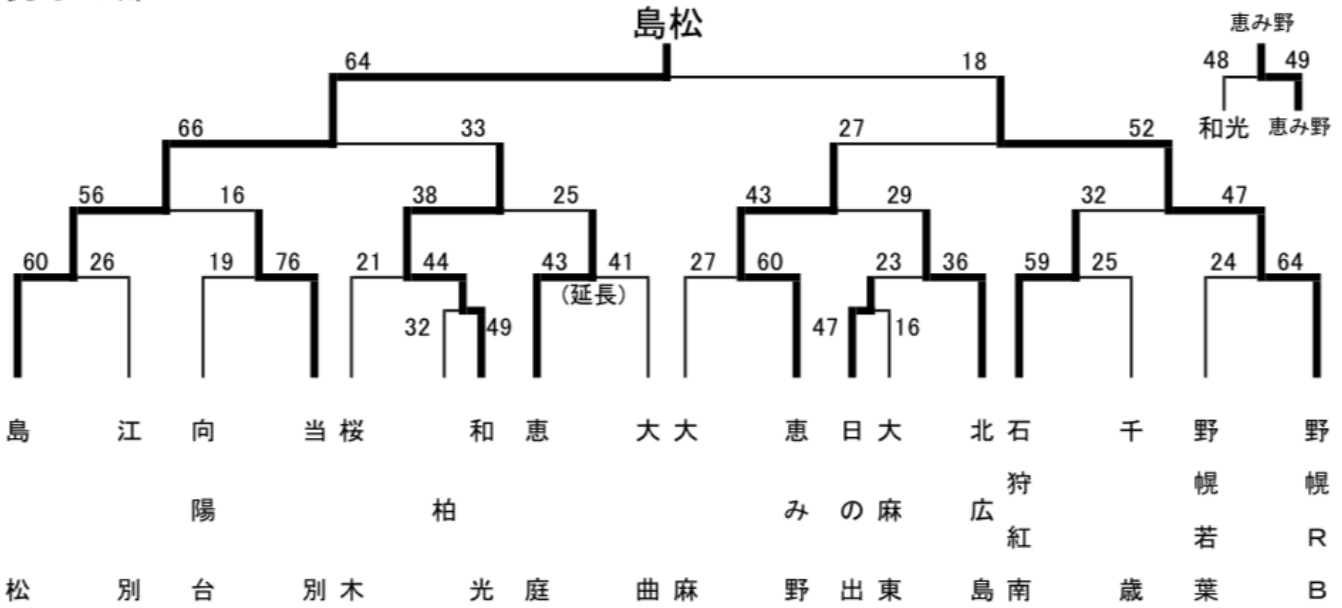 島松
恵み野
64
18
48
49
66
33
27
52
和光
恵み野
56
16
38
25
43
29
32
47
60
26
19
76
21
44
43
41
27
60
23
36
59
25
24
64
(延長)
32
49
47
16
島松
江別
向陽台
当別
桜木
柏
和光
恵庭
大曲
大麻
恵み野
日の出
大麻東
北広島
石狩紅南
千歳
野幌若葉
野幌RB